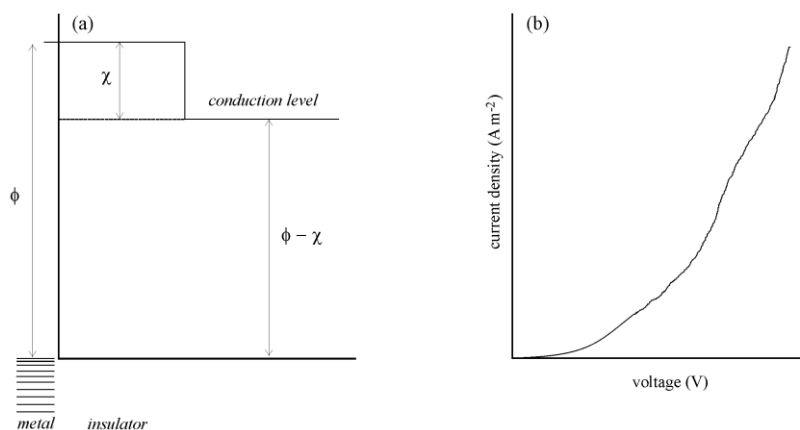 (a)
χ
conduction level
ϕ
ϕ − χ
metal
insulator
(b)
current density (A m-2)
voltage (V)